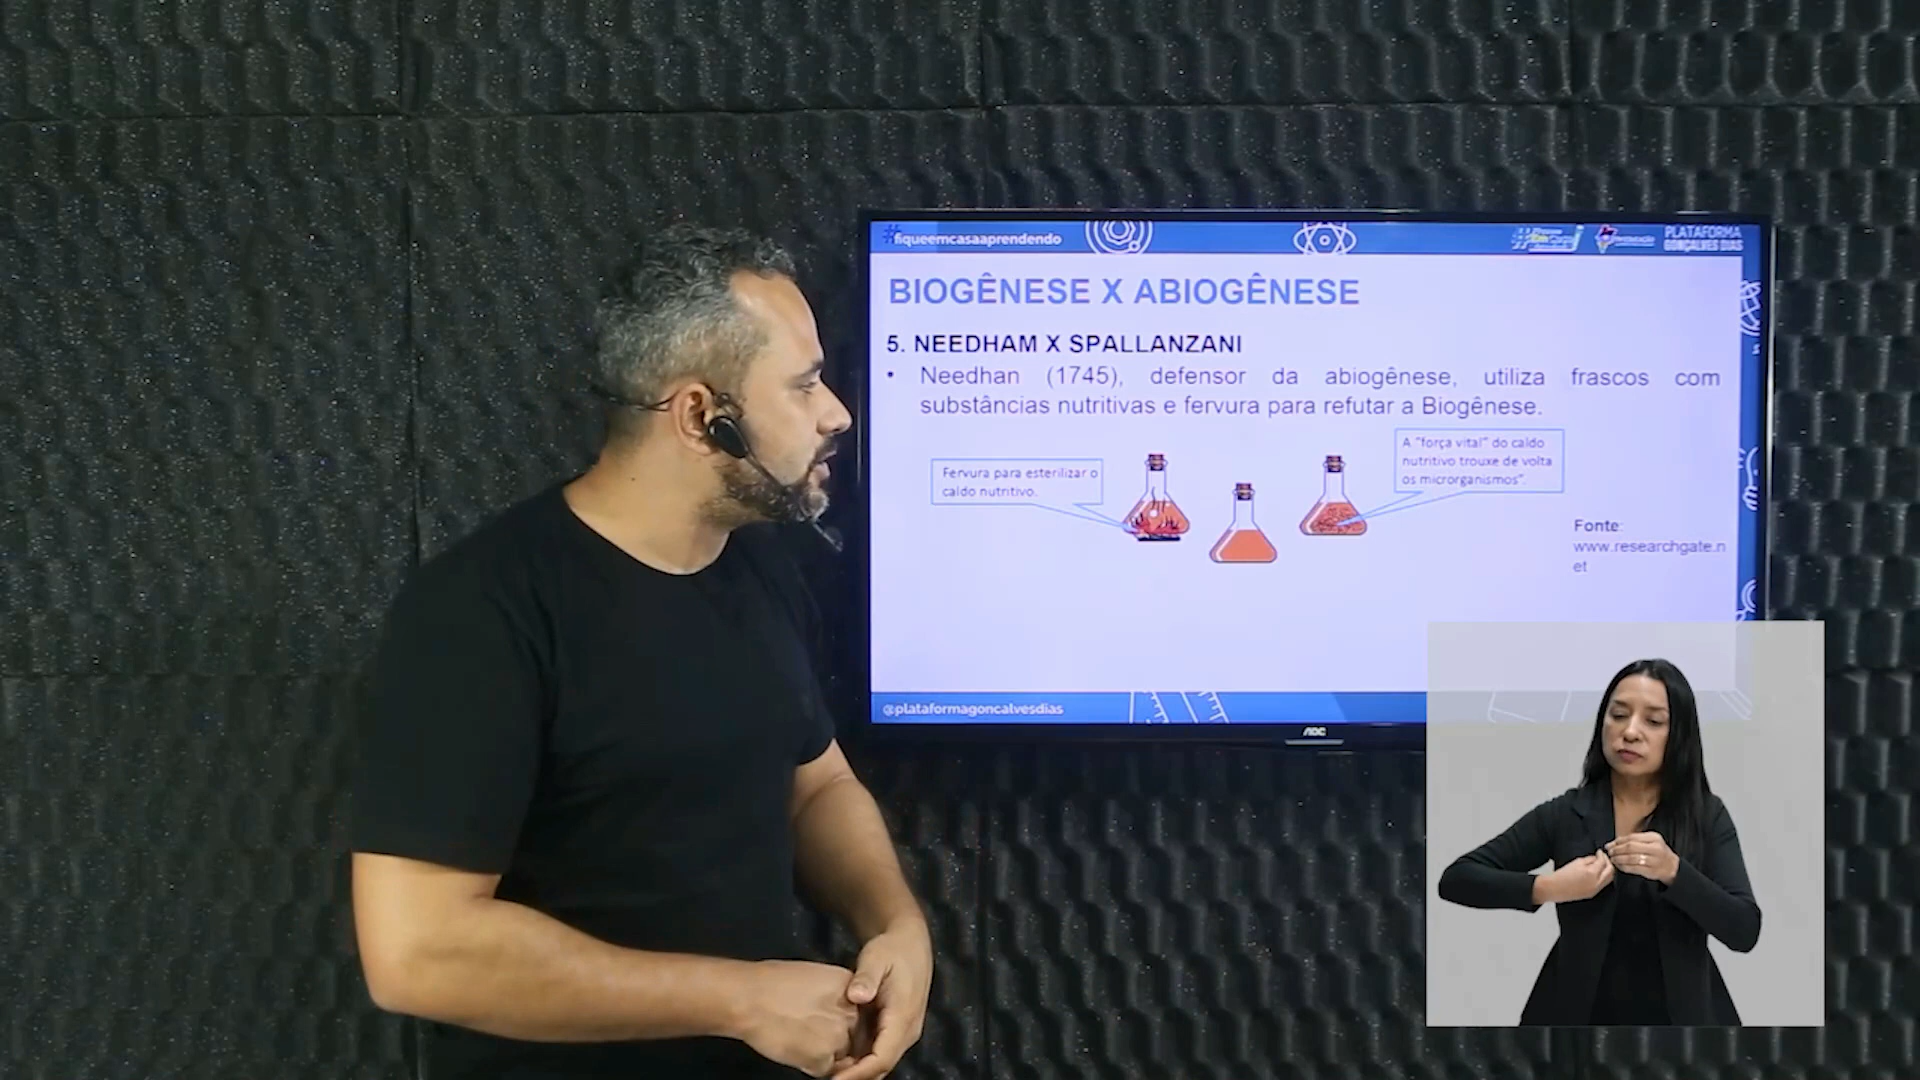 #fiqueemcasaaprendendo
PLATAFORMA
GONÇALVES DIAS
BIOGÊNESE X ABIOGÊNESE
5. NEEDHAM X SPALLANZANI
• Needhan (1745), defensor da abiogênese, utiliza frascos com
substâncias nutritivas e fervura para refutar a Biogênese.
Fervura para esterilizar o
caldo nutritivo.
A "força vital" do caldo
nutritivo trouxe de volta
os microrganismos".
Fonte:
www.researchgate.n
et
@plataformagoncalvesdias
AOC